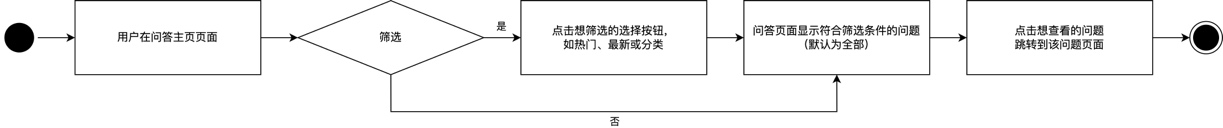 用户在问答主页页面
筛选
是
点击想筛选的选择按钮，
如热门、最新或分类
问答页面显示符合筛选条件的问题
（默认为全部）
点击想查看的问题
跳转到该问题页面
否